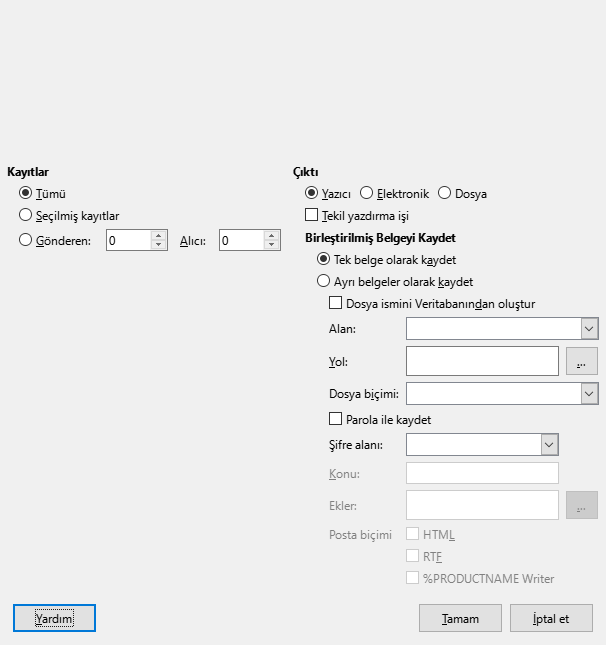 Kayıtlar
Tümü
Seçilmiş kayıtlar
Gönderen: 0 Alıcı: 0
Çıktı
Yazıcı Elektronik Dosya
Tekil yazdırma işi
Birleştirilmiş Belgeyi Kaydet
Tek belge olarak kaydet
Ayrı belgeler olarak kaydet
Dosya ismini Veritabanından oluştur
Alan:
Yol: ...
Dosya biçimi:
Parola ile kaydet
Şifre alanı:
Konu:
Ekler: ...
Posta biçimi HTML
RTF
%PRODUCTNAME Writer
Yardım Tamam İptal et